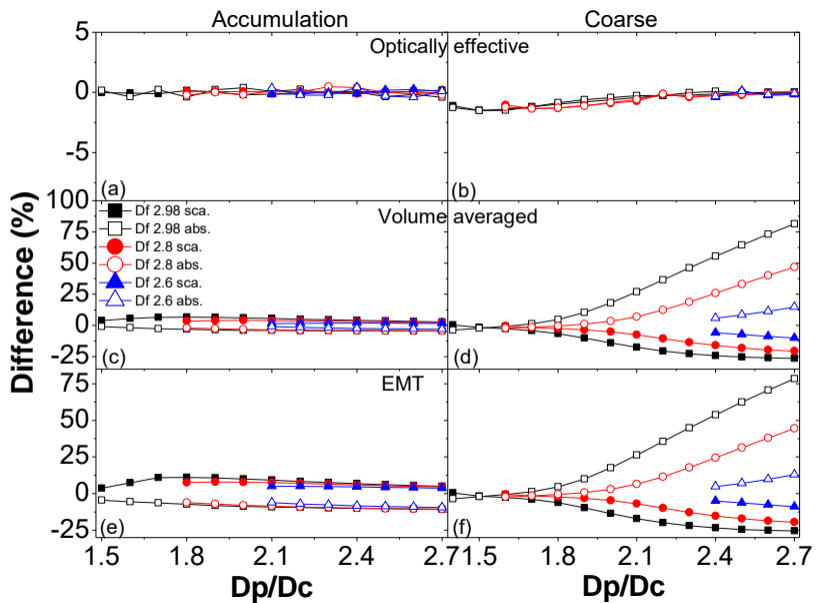 Accumulation
Coarse
5
Optically effective
0
-5
(a)
(b)
100
Df 2.98 sca.
Volume averaged
75
Df 2.98 abs.
50
Df 2.8 sca.
Df 2.8 abs.
25
Df 2.6 sca.
0
Df 2.6 abs.
-25
(c)
(d)
75
EMT
50
25
0
-25
(e)
(f)
1.5
1.8
2.1
2.4
2.7
1.5
1.8
2.1
2.4
2.7
Dp/Dc
Dp/Dc
Difference (%)